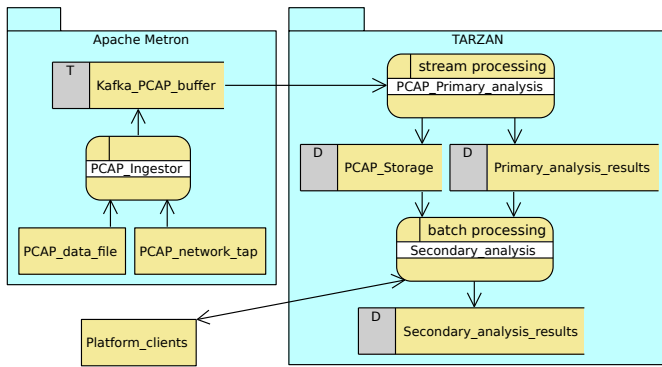 Apache Metron
T
Kafka_PCAP_buffer
PCAP_Ingestor
PCAP_data_file
PCAP_network_tap
TARZAN
stream processing
PCAP_Primary_analysis
D
PCAP_Storage
D
Primary_analysis_results
batch processing
Secondary_analysis
Platform_clients
D
Secondary_analysis_results